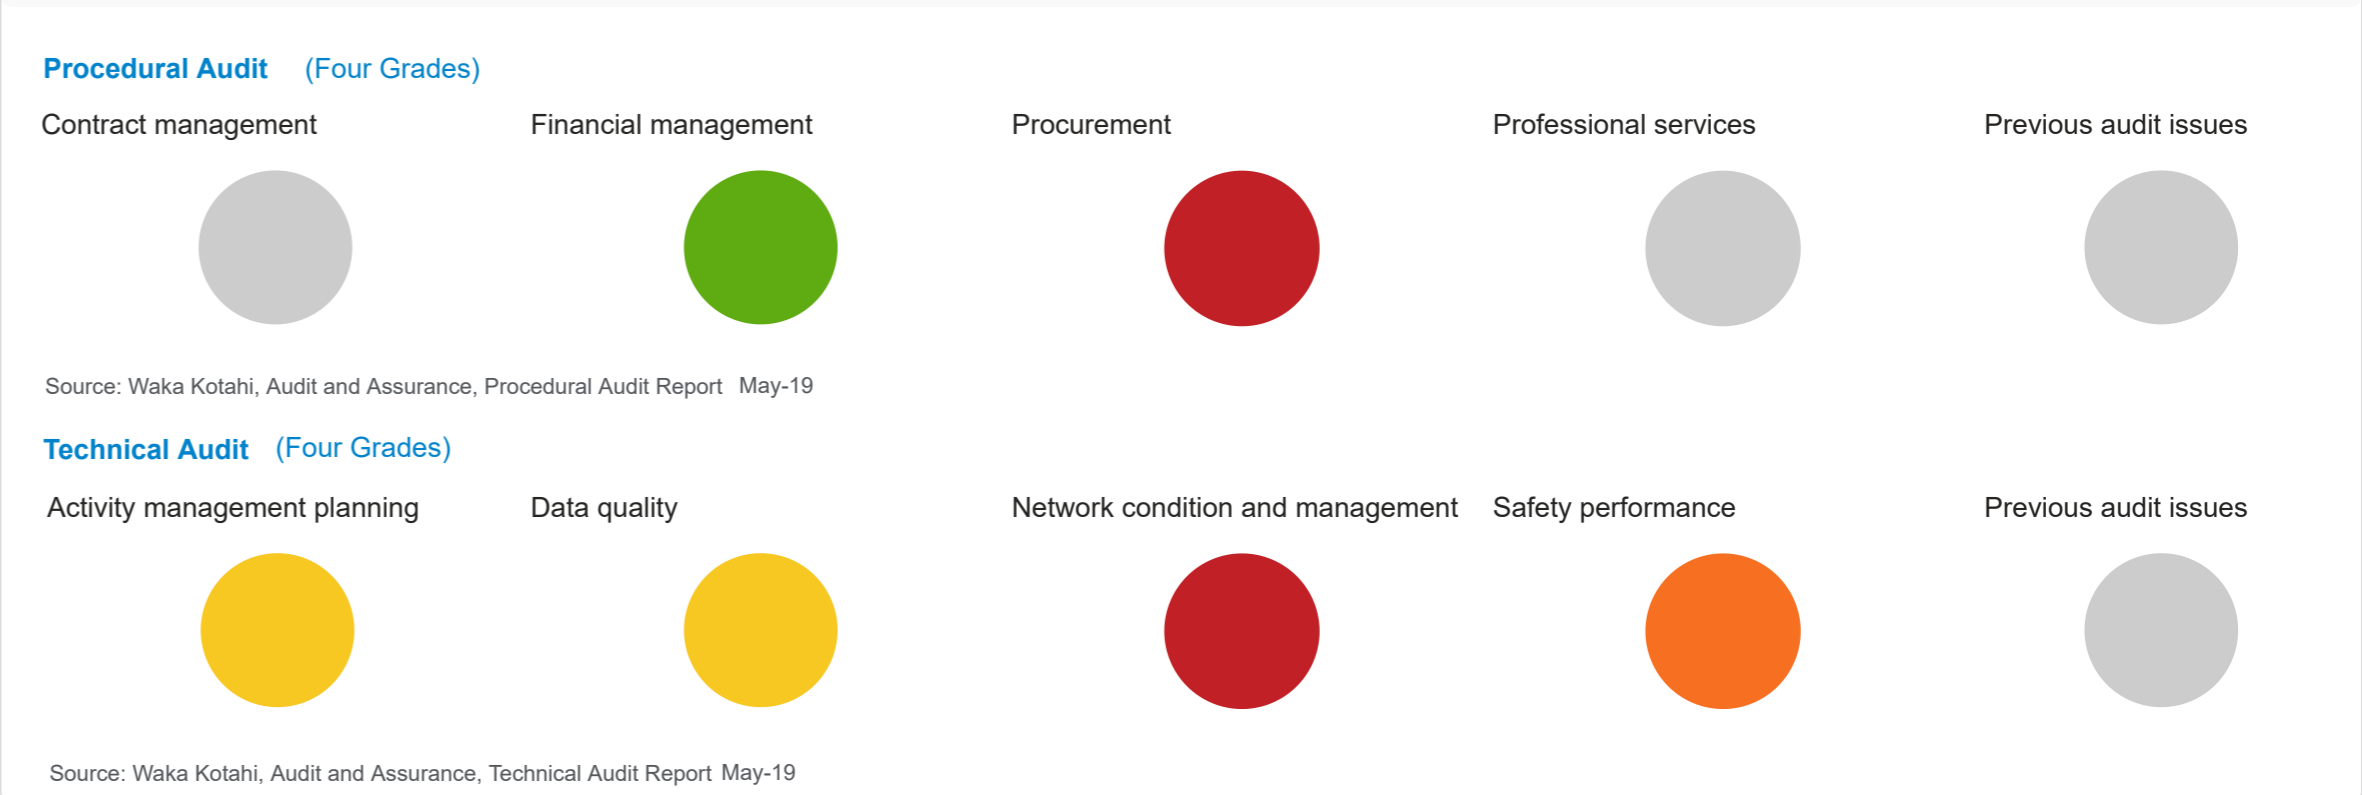 Procedural Audit (Four Grades)
Contract management
Financial management
Procurement
Professional services
Previous audit issues
Source: Waka Kotahi, Audit and Assurance, Procedural Audit Report May-19
Technical Audit (Four Grades)
Activity management planning
Data quality
Network condition and management
Safety performance
Previous audit issues
Source: Waka Kotahi, Audit and Assurance, Technical Audit Report May-19